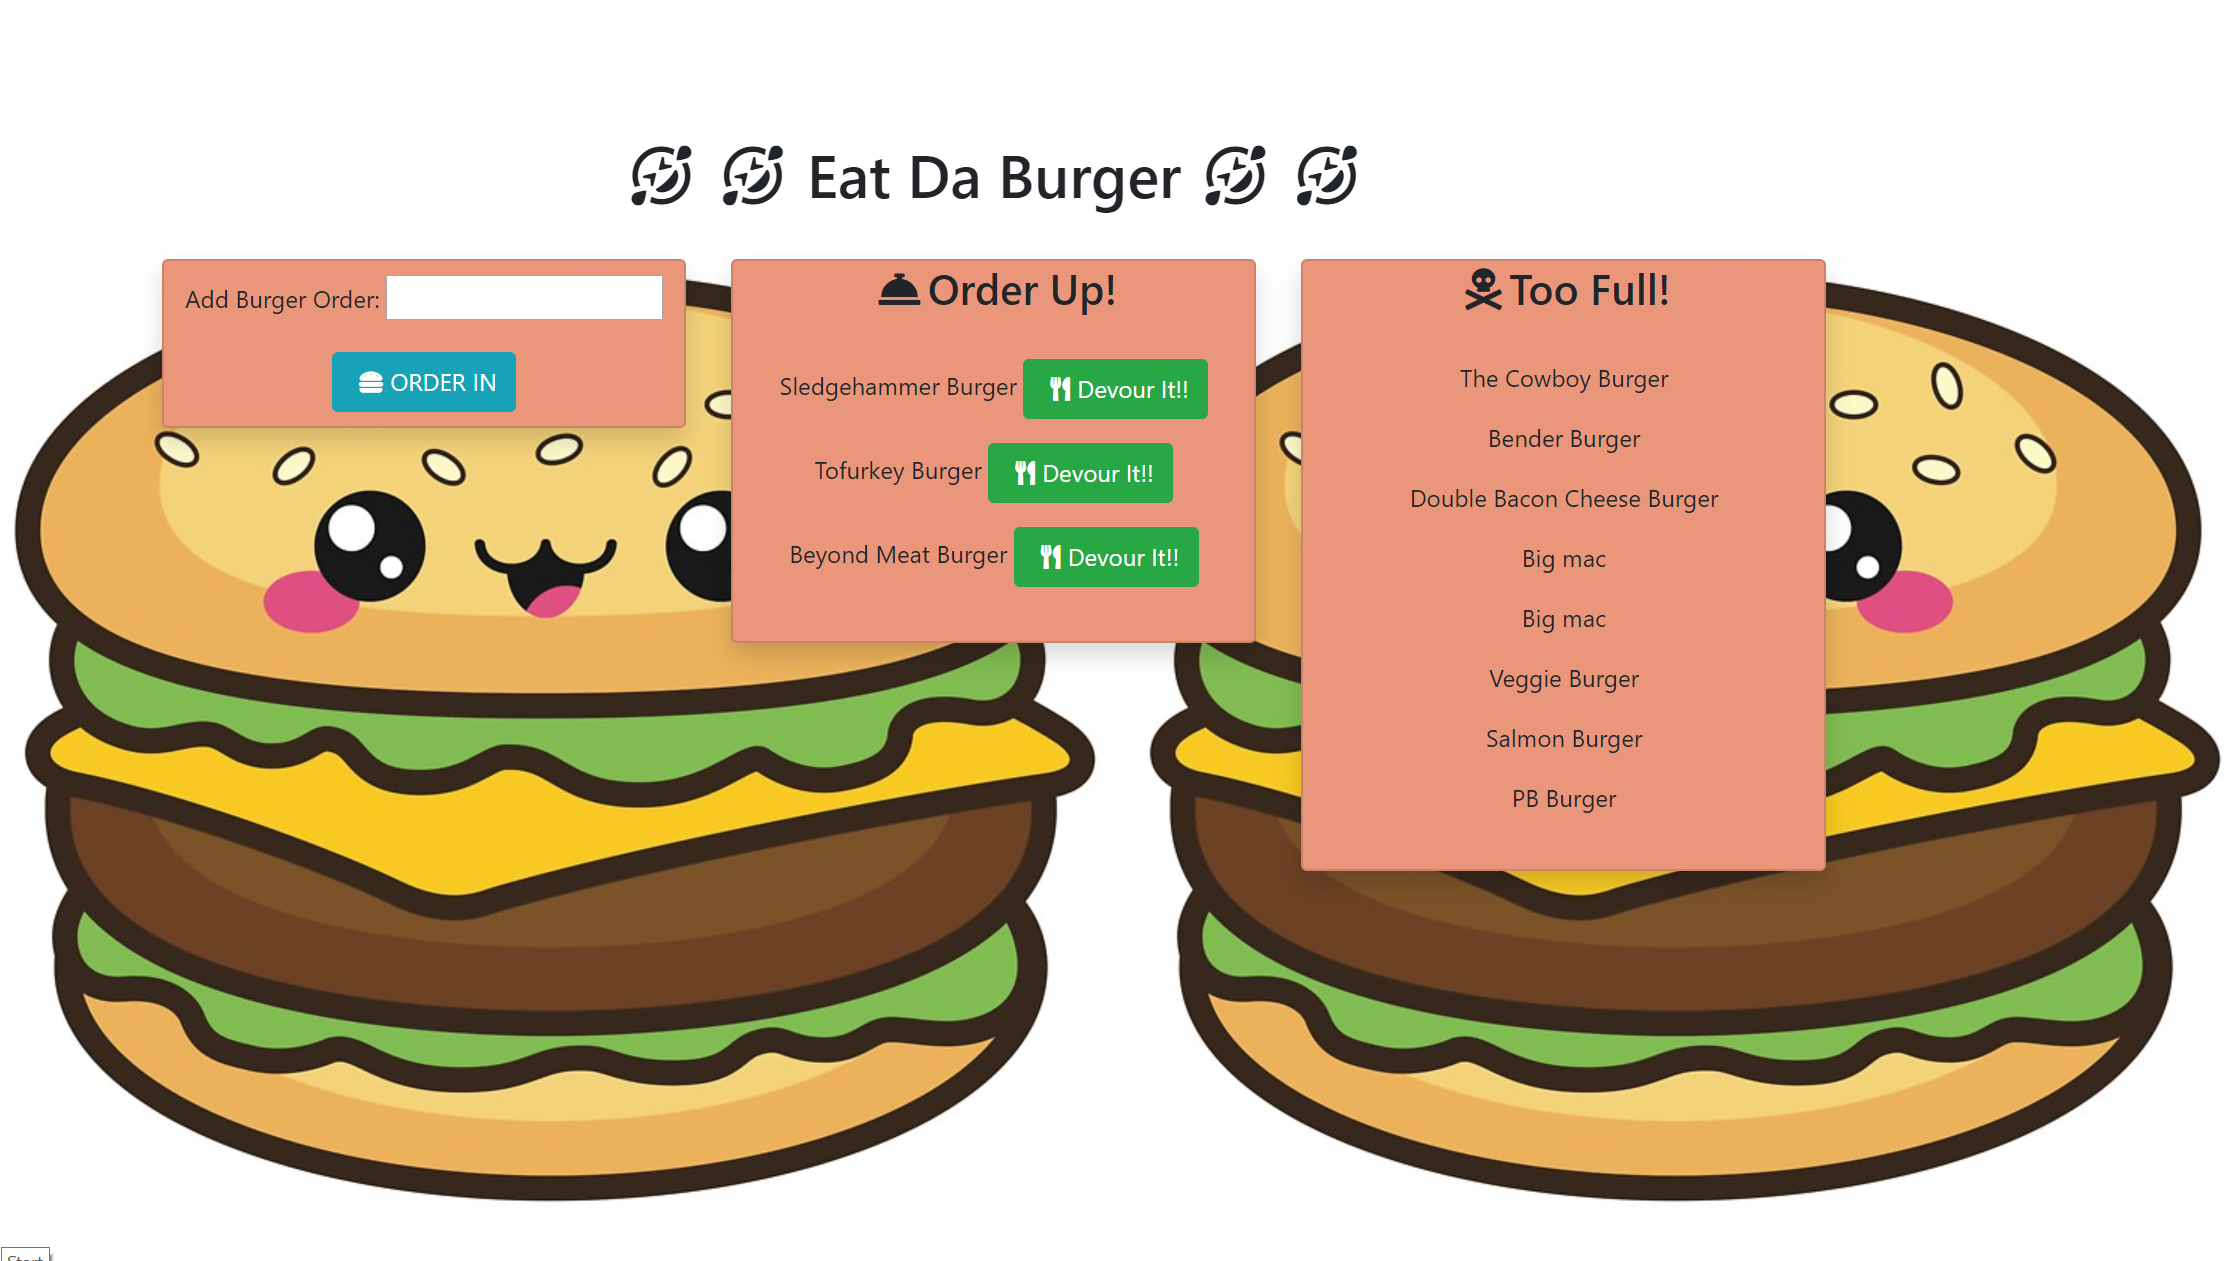 Eat Da Burger
Add Burger Order:
ORDER IN
Order Up!
Sledgehammer Burger Devour It!!
Tofurkey Burger Devour It!!
Beyond Meat Burger Devour It!!
Too Full!
The Cowboy Burger
Bender Burger
Double Bacon Cheese Burger
Big mac
Big mac
Veggie Burger
Salmon Burger
PB Burger
Start